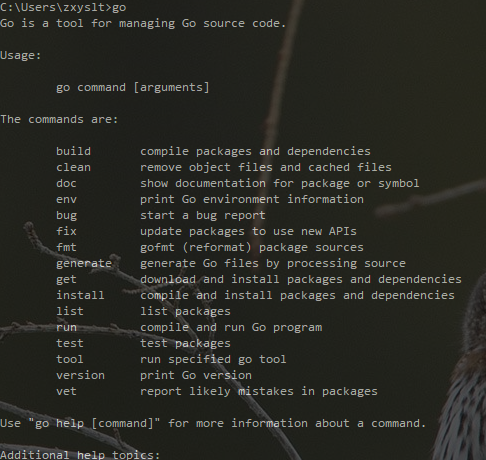 C:\Users\zxyslt>go
Go is a tool for managing Go source code.
Usage:
go command [arguments]
The commands are:
build compile packages and dependencies
clean remove object files and cached files
doc show documentation for package or symbol
env print Go environment information
bug start a bug report
fix update packages to use new APIs
fmt gofmt (reformat) package sources
generate generate Go files by processing source
get download and install packages and dependencies
install compile and install packages and dependencies
list list packages
run compile and run Go program
test test packages
tool run specified go tool
version print Go version
vet report likely mistakes in packages
Use "go help [command]" for more information about a command.
Additional help topics: